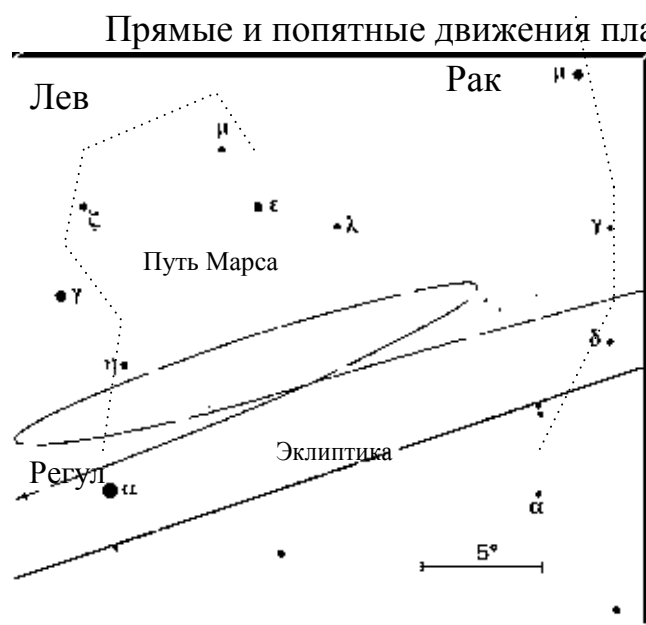 Прямые и попятные движения пла
Лев
Рак
μ
μ
ζ
ε
λ
γ
Путь Марса
γ
η
δ
Эклиптика
Регул
α
α
5°